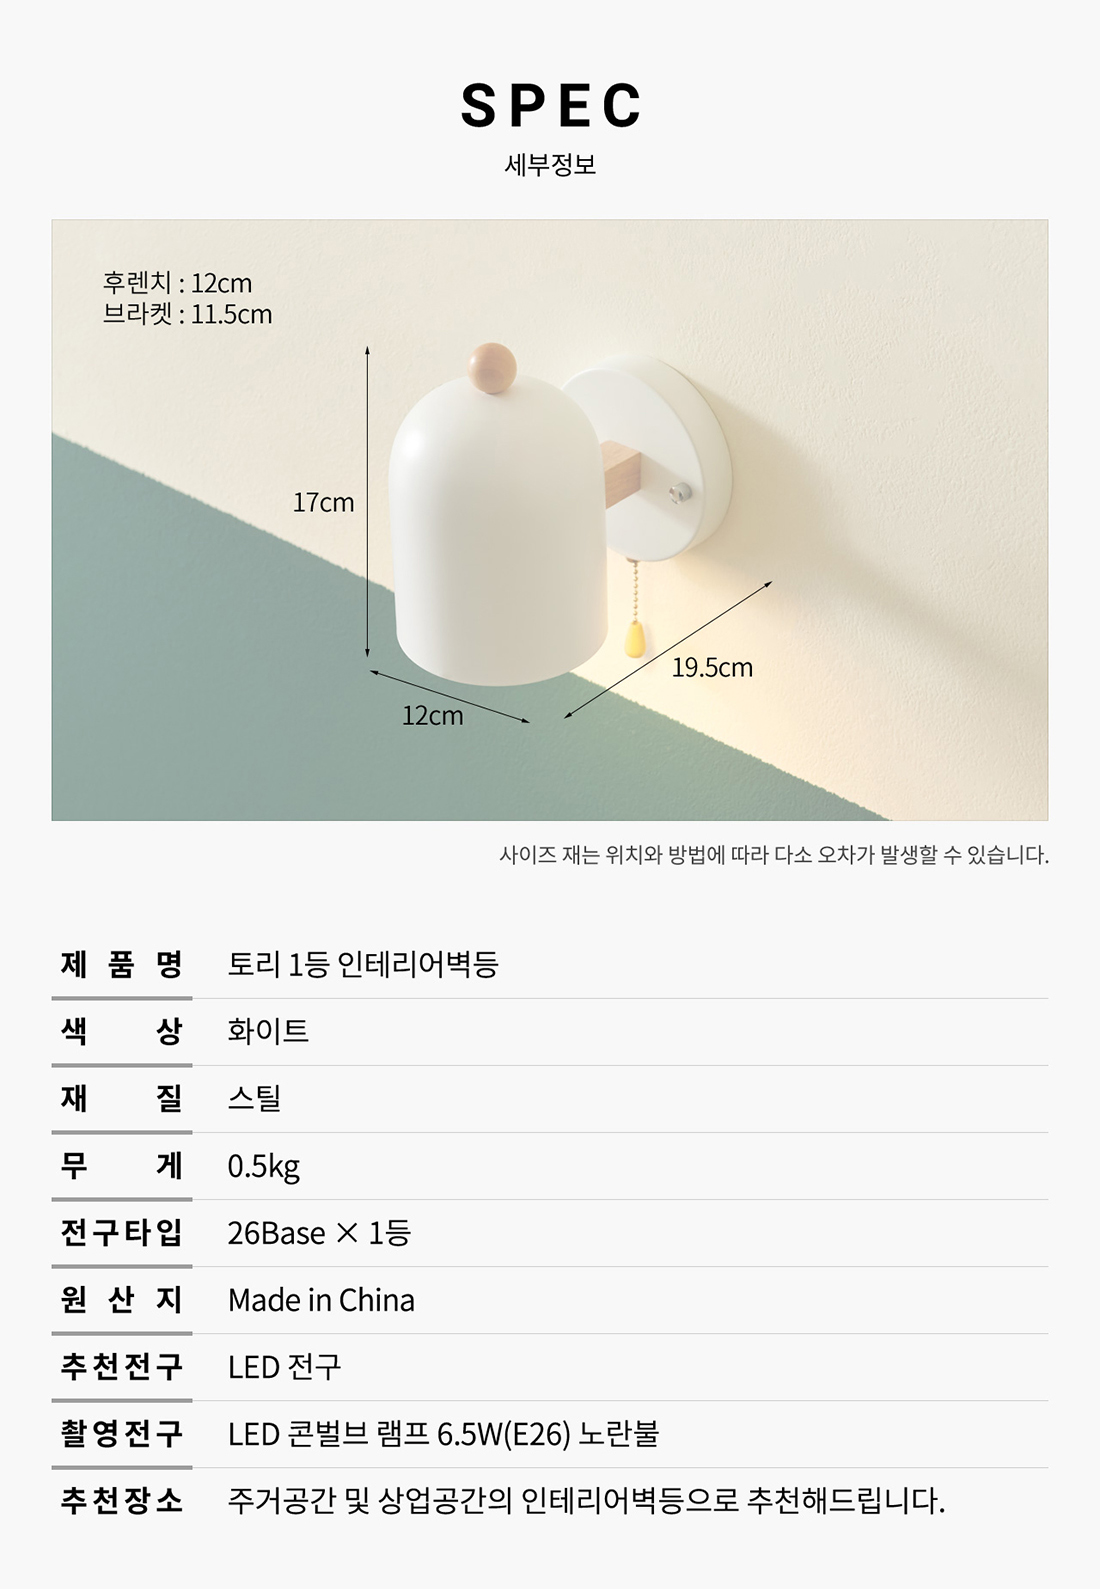 SPEC
세부정보
후렌치 : 12cm
브라켓 : 11.5cm
17cm
19.5cm
12cm
사이즈 재는 위치와 방법에 따라 다소 오차가 발생할 수 있습니다.
제품명 토리 1등 인테리어벽등
색상 화이트
재질 스틸
무게 0.5kg
전구타입 26Base × 1등
원산지 Made in China
추천전구 LED 전구
촬영전구 LED 콘벌브 램프 6.5W(E26) 노란불
추천장소 주거공간 및 상업공간의 인테리어벽등으로 추천해드립니다.